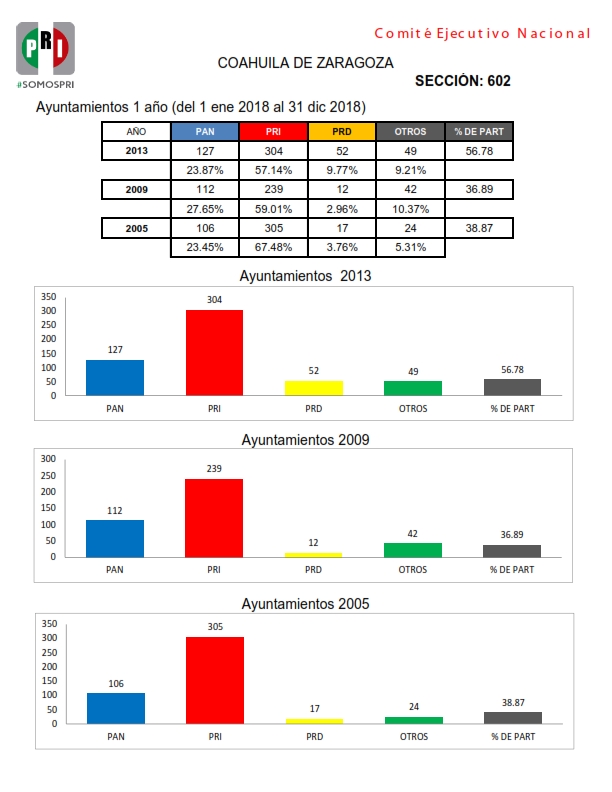 Comité Ejecutivo Nacional
PRI
#SOMOSPRI
COAHUILA DE ZARAGOZA
SECCIÓN: 602
Ayuntamientos 1 año (del 1 ene 2018 al 31 dic 2018)
AÑO PAN PRI PRD OTROS % DE PART
2013 127 304 52 49 56.78
23.87% 57.14% 9.77% 9.21%
2009 112 239 12 42 36.89
27.65% 59.01% 2.96% 10.37%
2005 106 305 17 24 38.87
23.45% 67.48% 3.76% 5.31%
Ayuntamientos 2013
350
300
250
200
150
100
50
0
127 304 52 49 56.78
PAN PRI PRD OTROS % DE PART
Ayuntamientos 2009
300
250
200
150
100
50
0
112 239 12 42 36.89
PAN PRI PRD OTROS % DE PART
Ayuntamientos 2005
350
300
250
200
150
100
50
0
106 305 17 24 38.87
PAN PRI PRD OTROS % DE PART